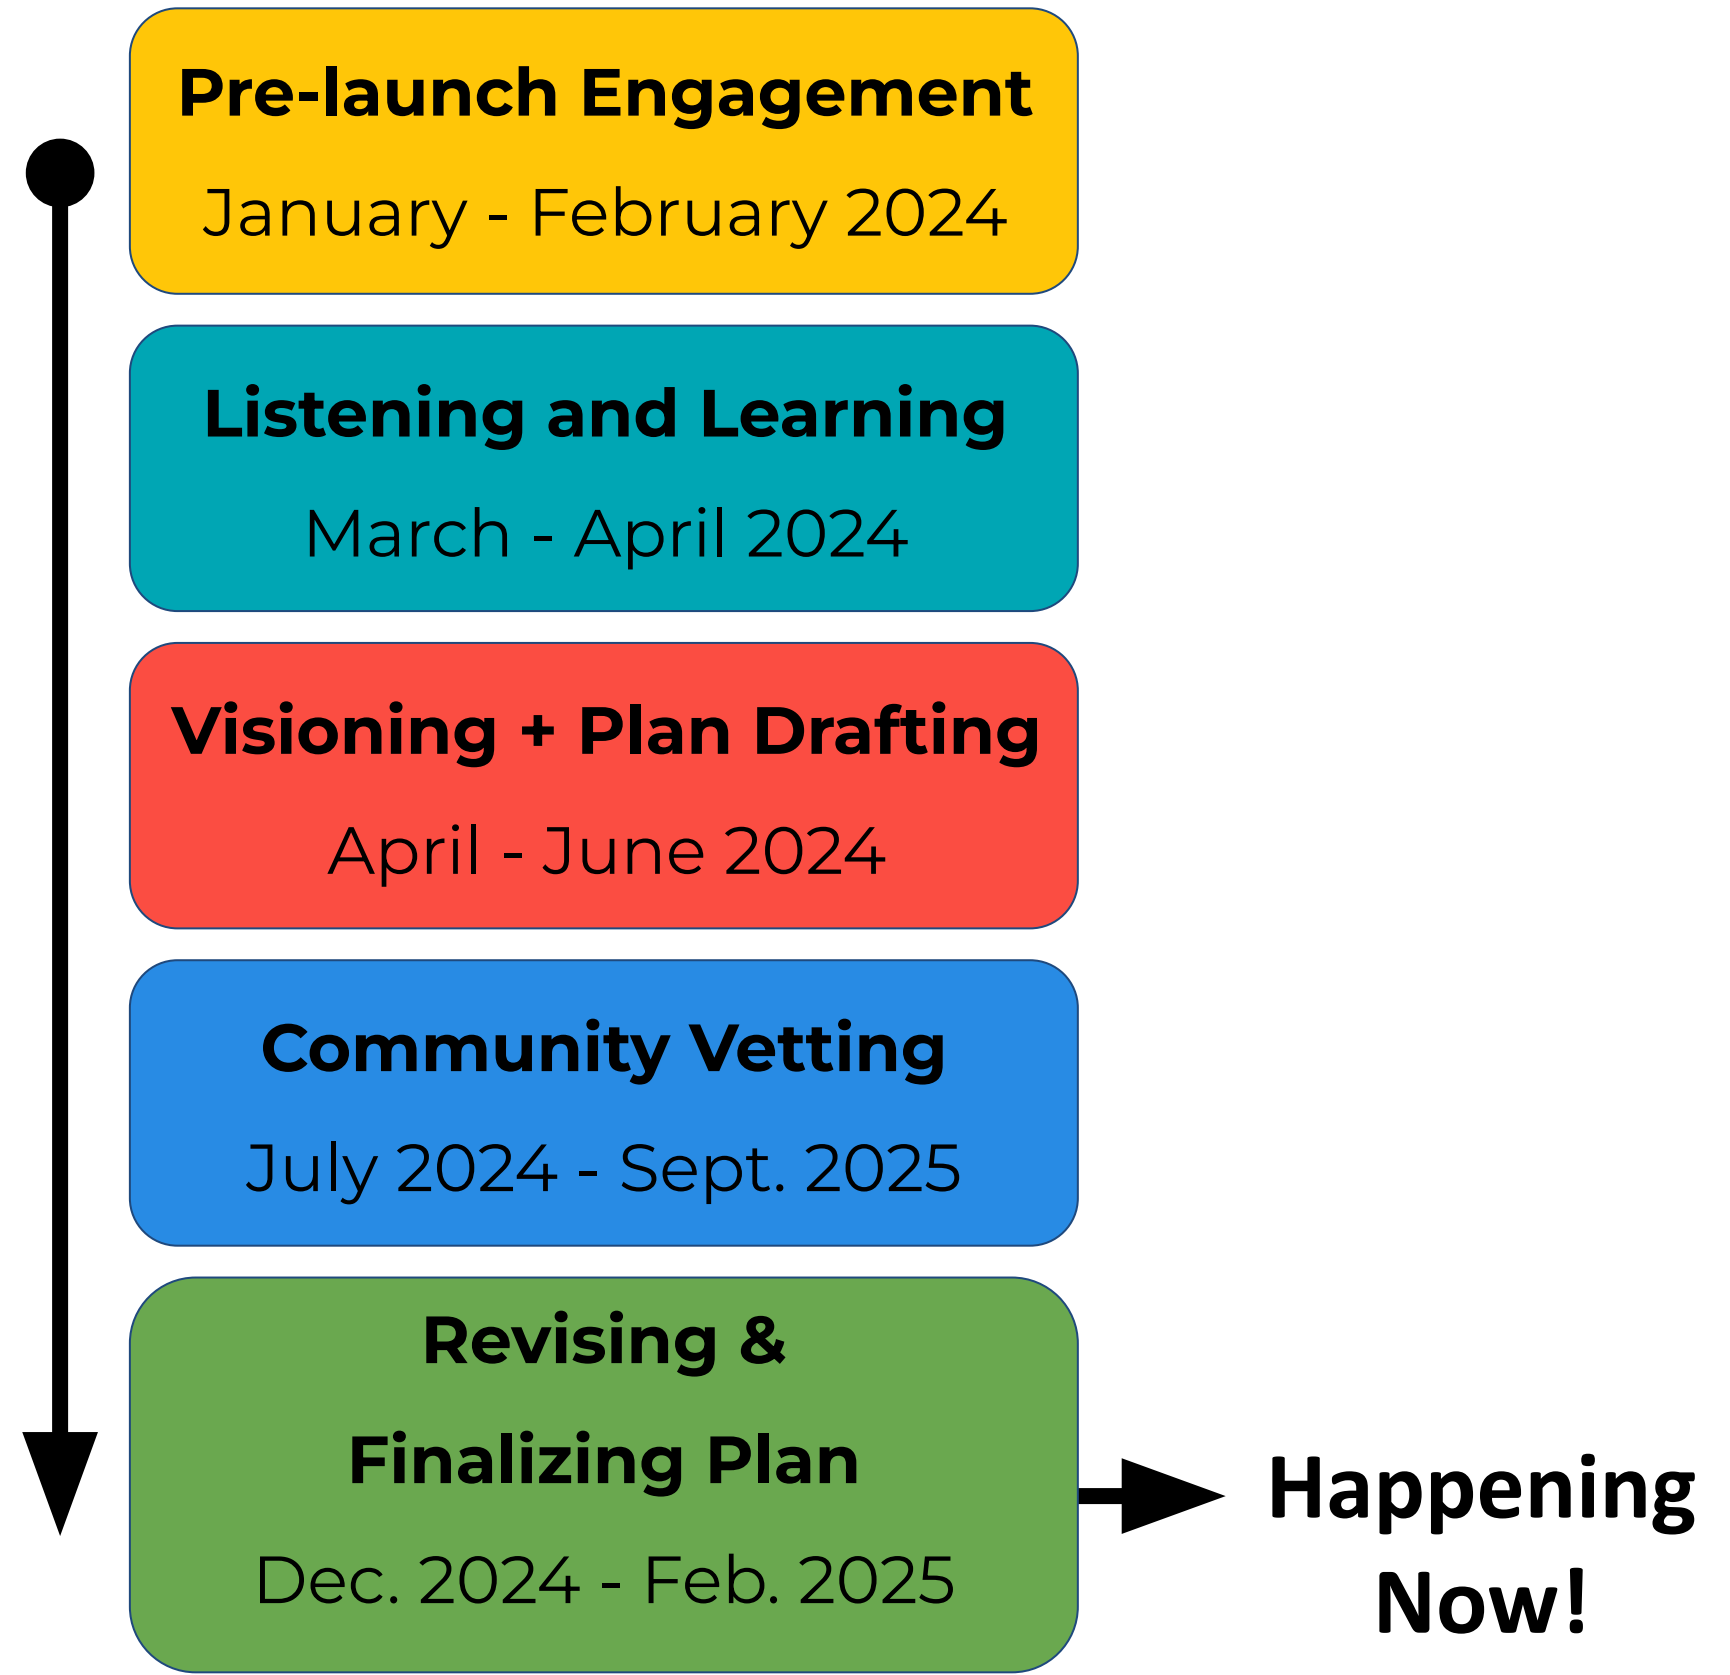 Pre-launch Engagement
January - February 2024
Listening and Learning
March - April 2024
Visioning + Plan Drafting
April - June 2024
Community Vetting
July 2024 - Sept. 2025
Revising &
Finalizing Plan
Dec. 2024 - Feb. 2025
Happening
Now!